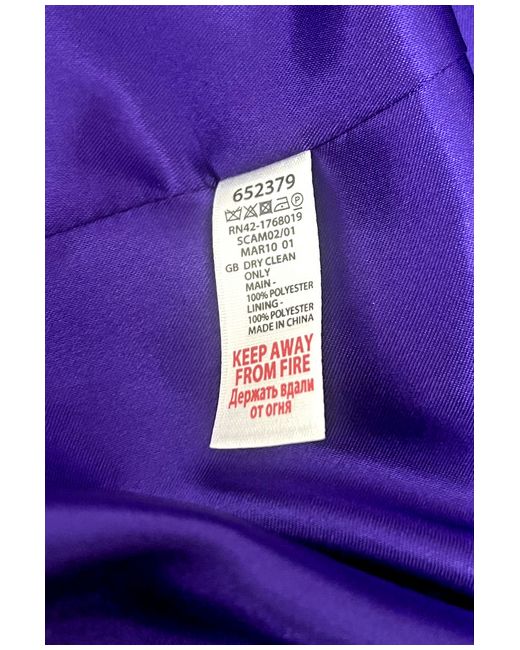 652379
P
RN42-1768019
SCAM02/01
MAR10 01
GB DRY CLEAN
ONLY
MAIN -
100% POLYESTER
LINING -
100% POLYESTER
MADE IN CHINA
KEEP AWAY
FROM FIRE
Держать вдали
от огня